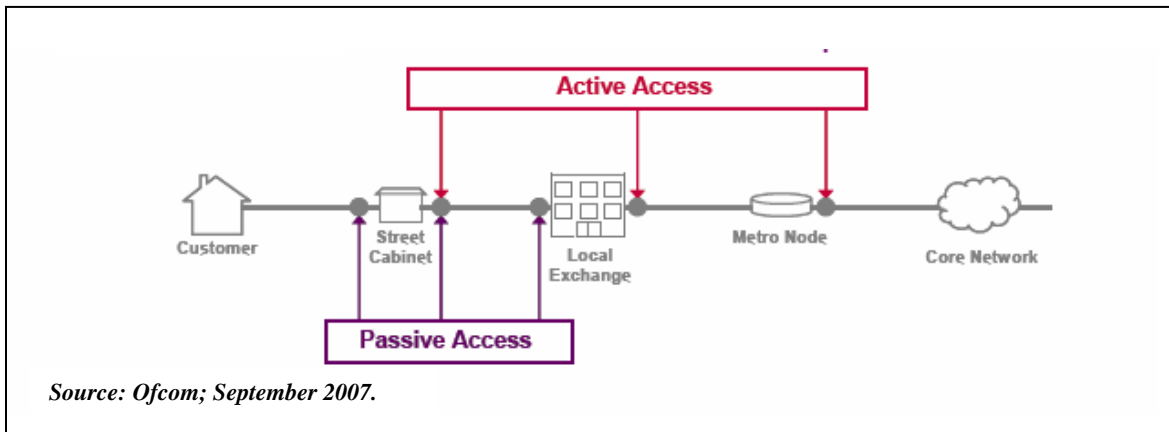 Active Access
Customer
Street
Cabinet
Local
Exchange
Metro Node
Core Network
Passive Access
Source: Ofcom; September 2007.